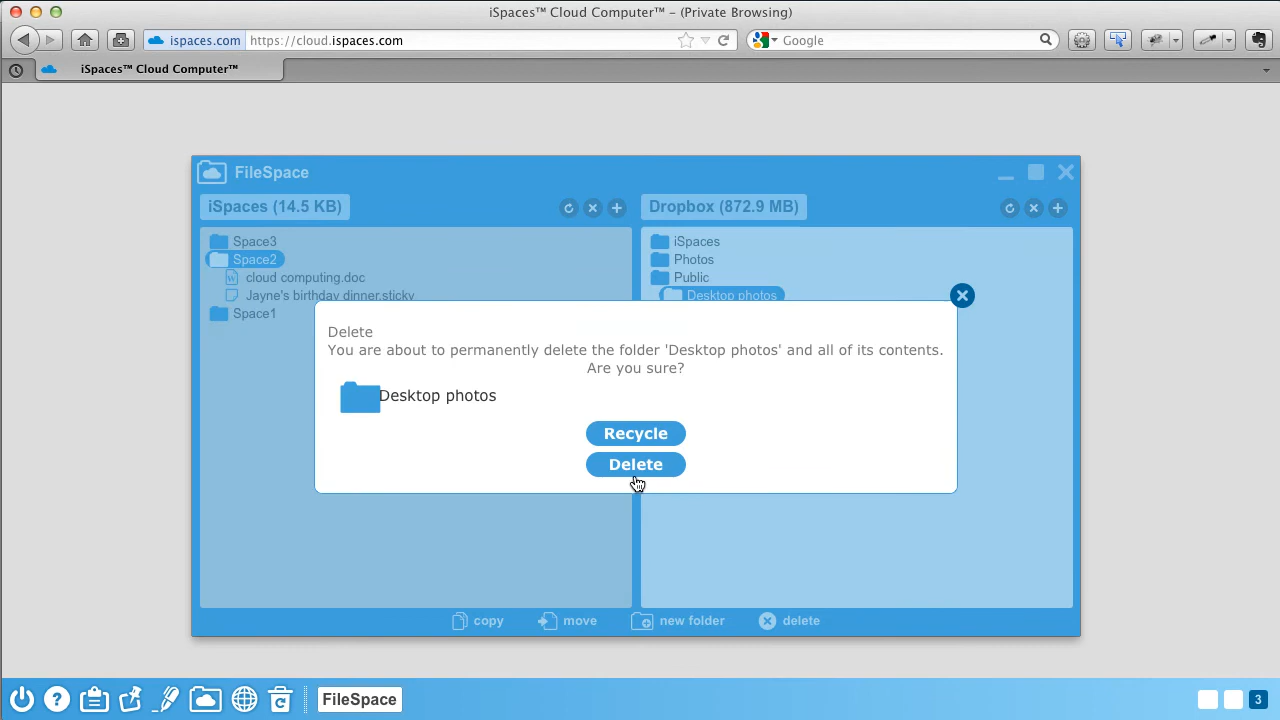 iSpaces™ Cloud Computer™ – (Private Browsing)
ispaces.com https://cloud.ispaces.com Google
iSpaces™ Cloud Computer™
FileSpace
iSpaces (14.5 KB) Dropbox (872.9 MB)
Space3 iSpaces
Space2 Photos
cloud computing.doc Public
Jayne's birthday dinner.sticky Desktop photos
Space1
Delete
You are about to permanently delete the folder 'Desktop photos' and all of its contents.
Are you sure?
Desktop photos
Recycle
Delete
copy move new folder delete
FileSpace 3